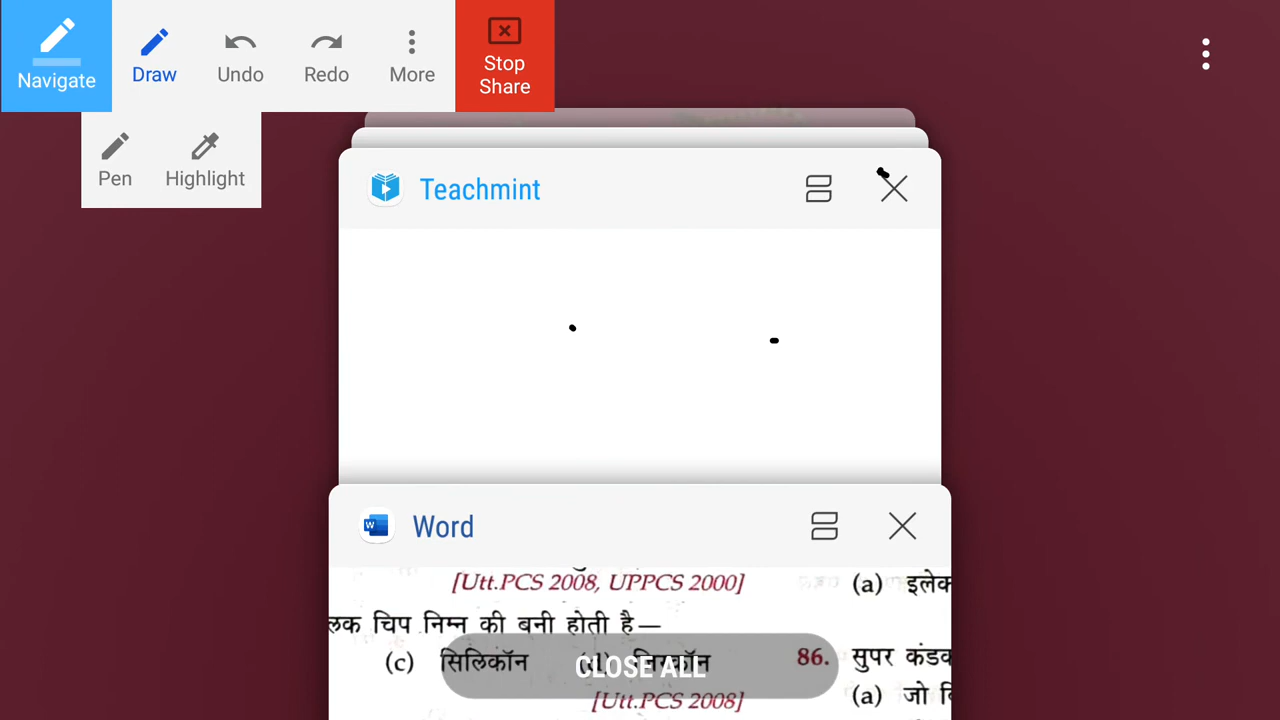 Navigate
Draw
Undo
Redo
More
Stop
Share
Pen
Highlight
Teachmint
Word
[Utt.PCS 2008, UPPCS 2000]
(a) इलेक
चिप निम्न की बनी होती है—
(c) सिलिकॉन
CLOSE ALL
86. सुपर कंडक
[Utt.PCS 2008]
(a) जो